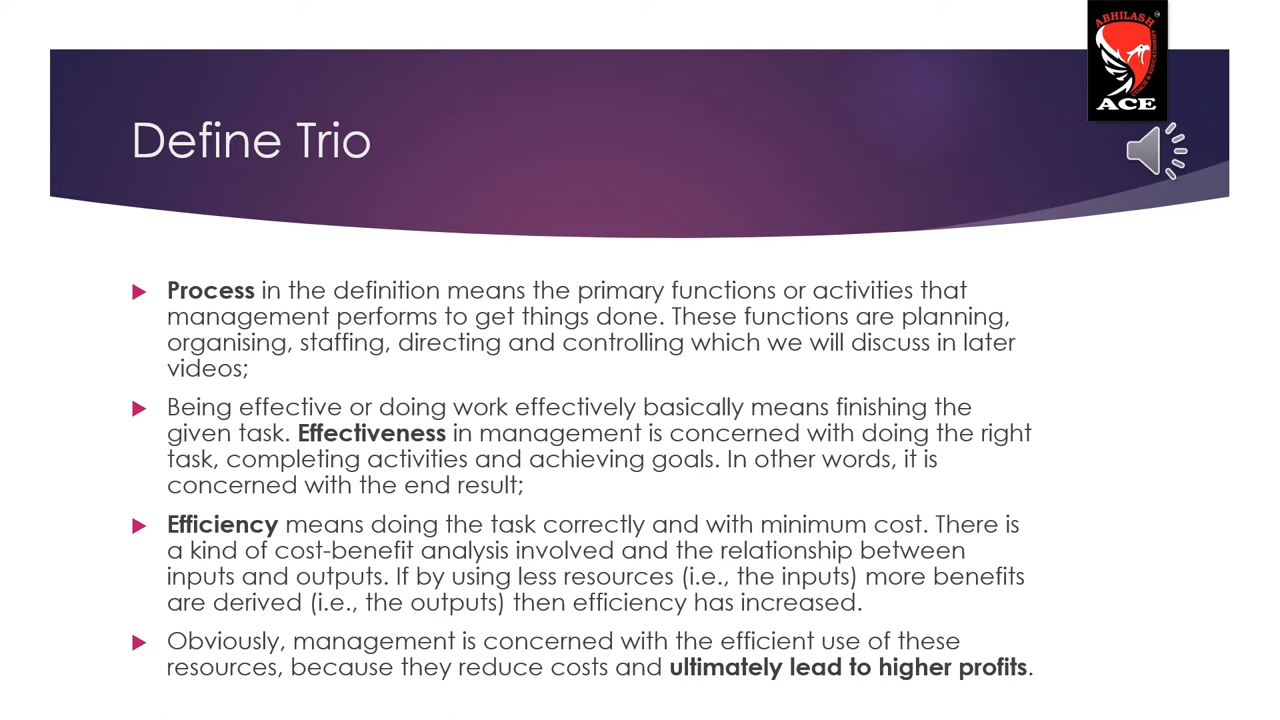 ABHILASH
COACH & EDUCATIONIST
ACE
Define Trio
Process in the definition means the primary functions or activities that
management performs to get things done. These functions are planning,
organising, staffing, directing and controlling which we will discuss in later
videos;
Being effective or doing work effectively basically means finishing the
given task. Effectiveness in management is concerned with doing the right
task, completing activities and achieving goals. In other words, it is
concerned with the end result;
Efficiency means doing the task correctly and with minimum cost. There is
a kind of cost-benefit analysis involved and the relationship between
inputs and outputs. If by using less resources (i.e., the inputs) more benefits
are derived (i.e., the outputs) then efficiency has increased.
Obviously, management is concerned with the efficient use of these
resources, because they reduce costs and ultimately lead to higher profits.